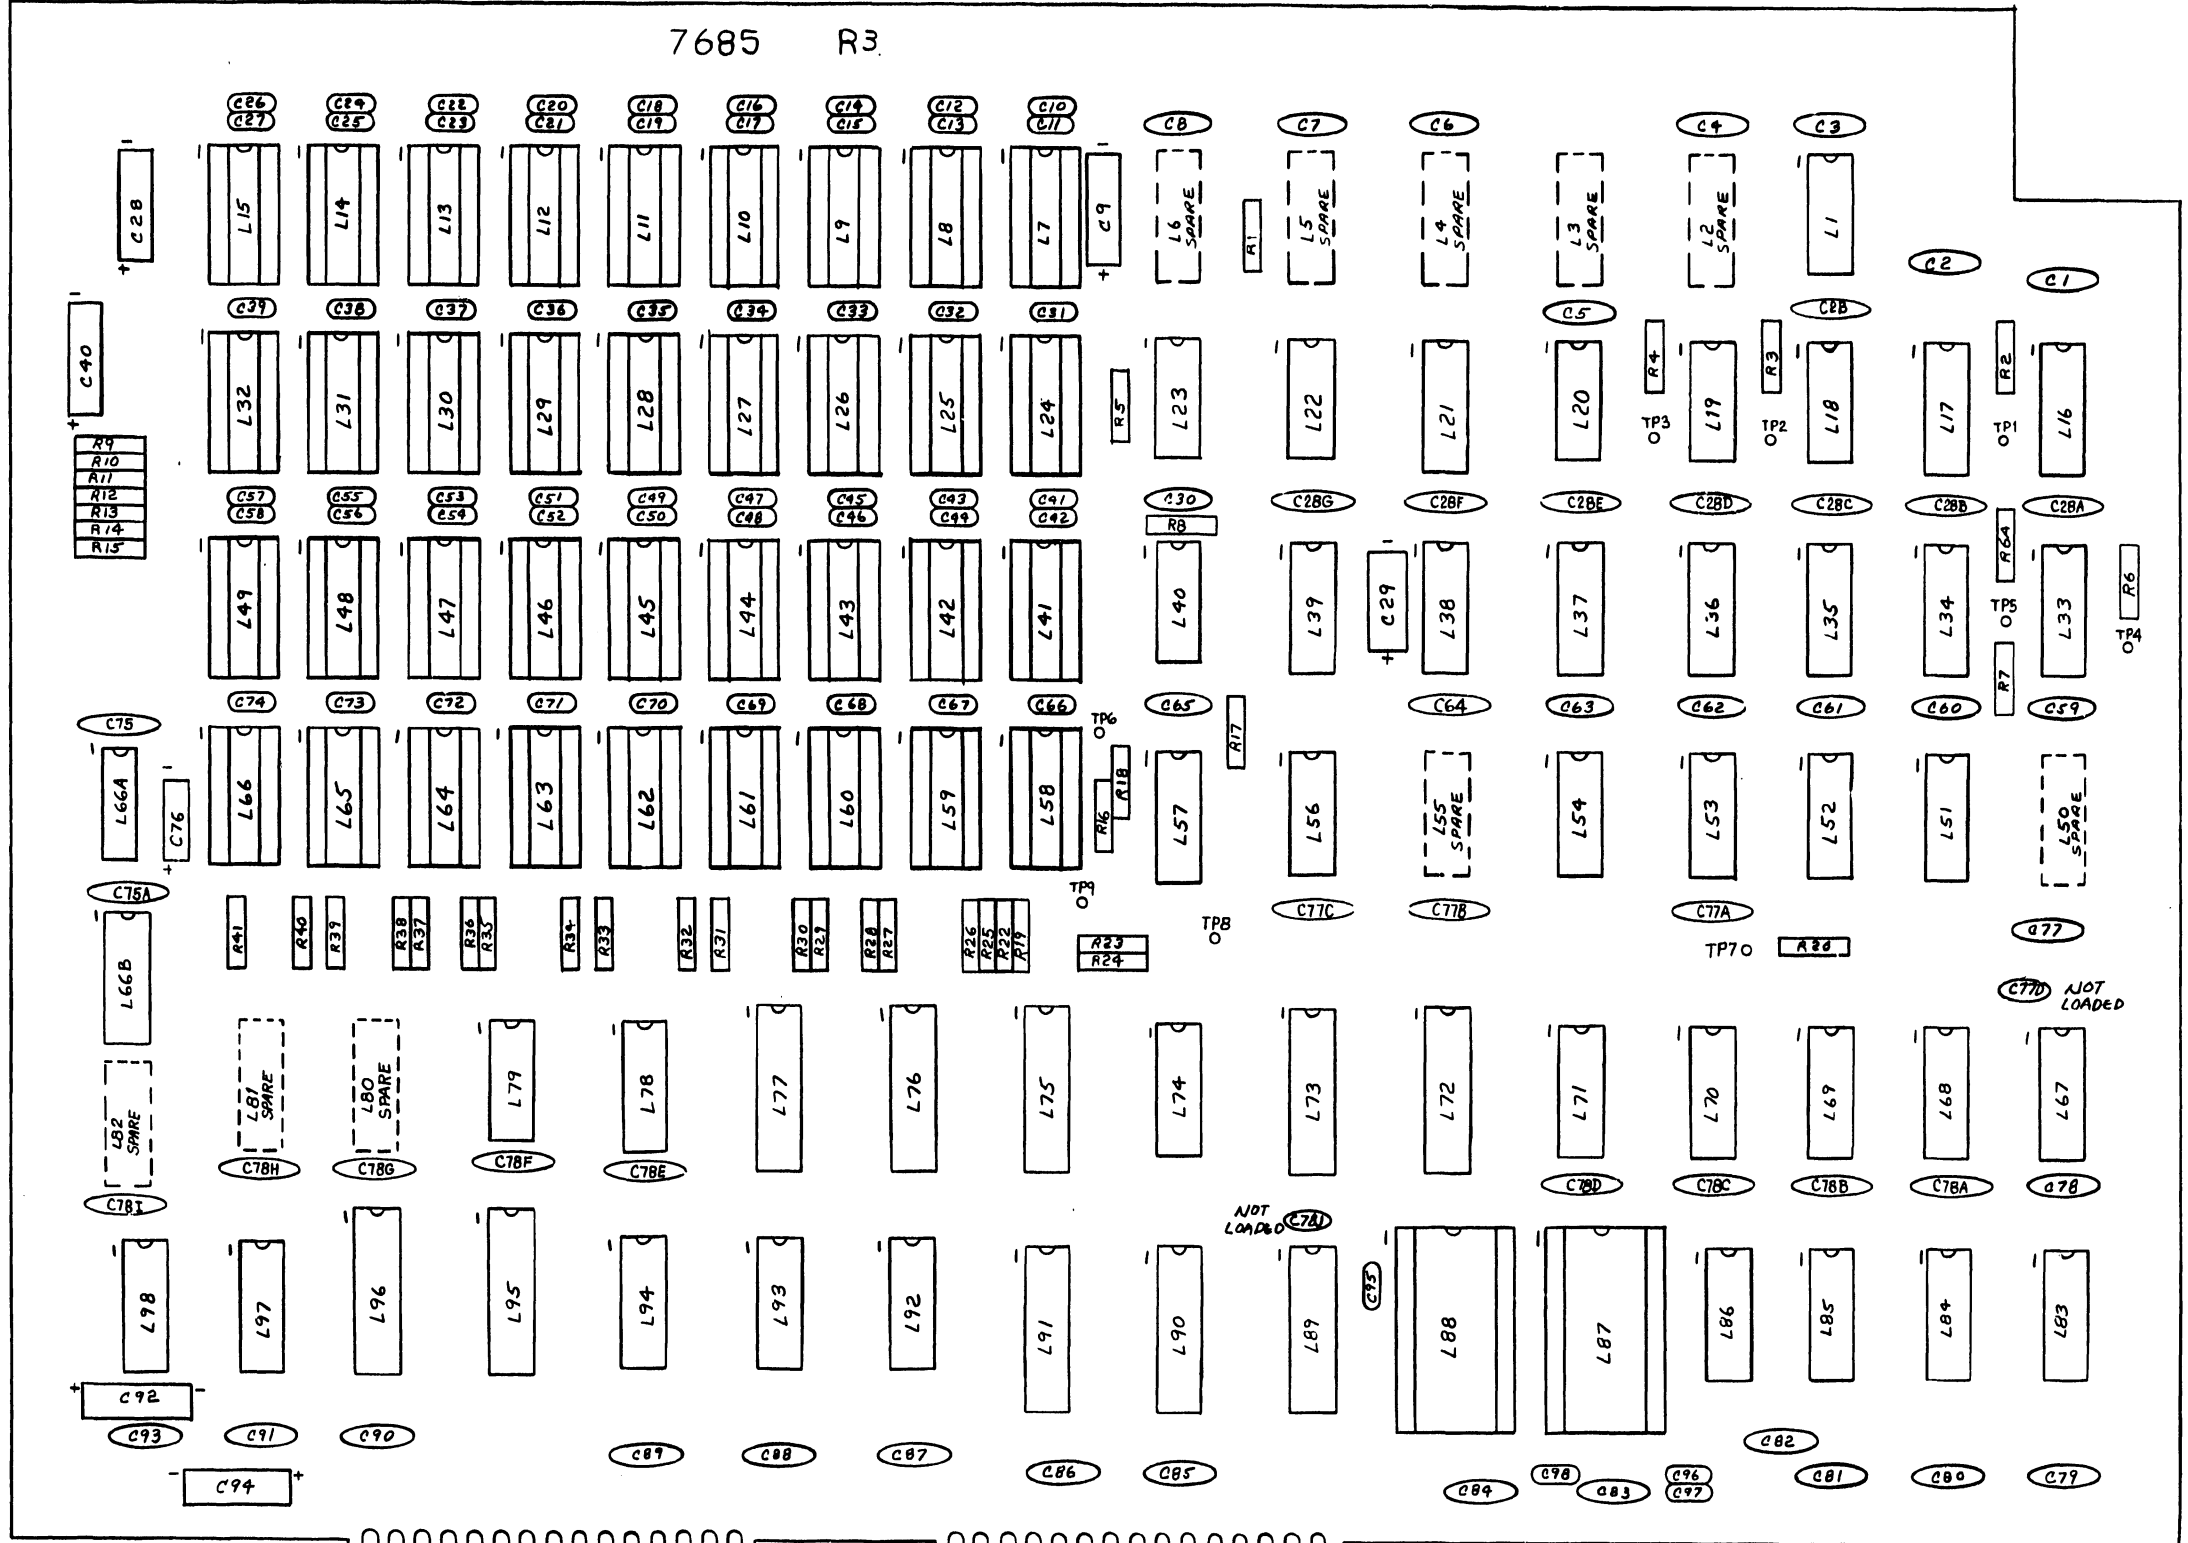 7685 R3
C26 C24 C22 C20 C18 C16 C14 C12 C10
C27 C25 C23 C21 C19 C17 C15 C13 C11 C8 C7 C6 C4 C3
C28 L15 L14 L13 L12 L11 L10 L9 L8 L7 C9 L6 SPARE R1 L5 SPARE L4 SPARE L3 SPARE L2 SPARE L1 C2 C1
C39 C38 C37 C36 C35 C34 C33 C32 C31 C5 C2B
C40 L32 L31 L30 L29 L28 L27 L26 L25 L24 R5 L23 L22 L21 L20 R4 L19 R3 L18 L17 R2 L16
TP3 TP2 TP1
R9
R10
R11
R12
R13
R14
R15
C57 C55 C53 C51 C49 C47 C45 C43 C41 C30 C28G C28F C28E C28D C28C C28B C28A
C58 C56 C54 C52 C50 C48 C46 C44 C42 R8
L49 L48 L47 L46 L45 L44 L43 L42 L41 L40 L39 C29 L38 L37 L36 L35 L34 R6A TP5 R7 L33 R6 TP4
C74 C73 C72 C71 C70 C69 C68 C67 C66 C65 C64 C63 C62 C61 C60 C59
C75 TP6 R17
L66A C76 L66 L65 L64 L63 L62 L61 L60 L59 L58 R16 R18 L57 L56 L55 SPARE L54 L53 L52 L51 L50 SPARE
C75A TP9 C77C C77B C77A C77
R41 R40 R39 R38 R37 R36 R35 R34 R33 R32 R31 R30 R29 R28 R27 R26 R25 R22 R19 R23 TP8 TP7 R20
R24
C77D NOT
LOADED
L66B L82 SPARE L81 SPARE L80 SPARE L79 L78 L77 L76 L75 L74 L73 L72 L71 L70 L69 L68 L67
C78I C78H C78G C78F C78E C78D C78C C78B C78A C78
NOT
LOADED C78J
L98 L97 L96 L95 L94 L93 L92 L91 L90 L89 C95 L88 L87 L86 L85 L84 L83
C92
C93 C91 C90 C89 C88 C87 C86 C85 C82
C94 C84 C98 C83 C96 C81 C80 C79
C97